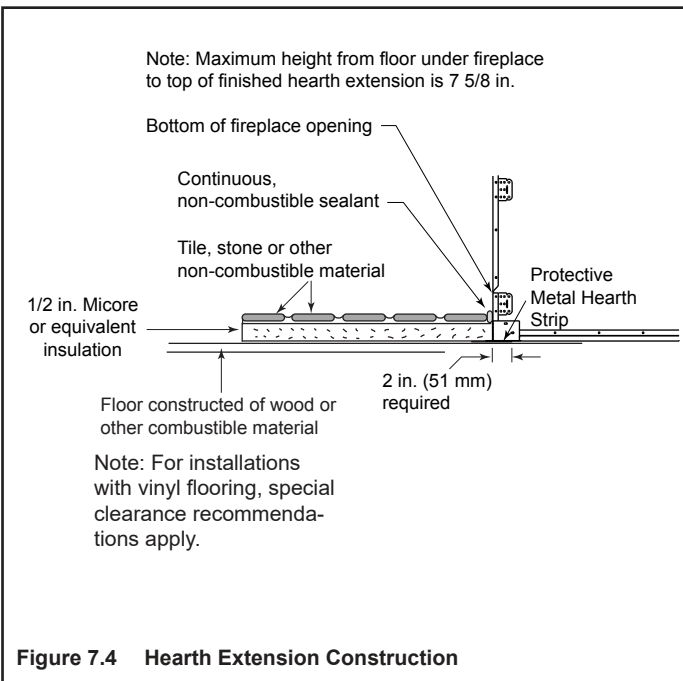 Note: Maximum height from floor under fireplace
to top of finished hearth extension is 7 5/8 in.
Bottom of fireplace opening
Continuous,
non-combustible sealant
Tile, stone or other
non-combustible material
Protective
Metal Hearth
Strip
1/2 in. Micore
or equivalent
insulation
2 in. (51 mm)
required
Floor constructed of wood or
other combustible material
Note: For installations
with vinyl flooring, special
clearance recommenda-
tions apply.
Figure 7.4 Hearth Extension Construction